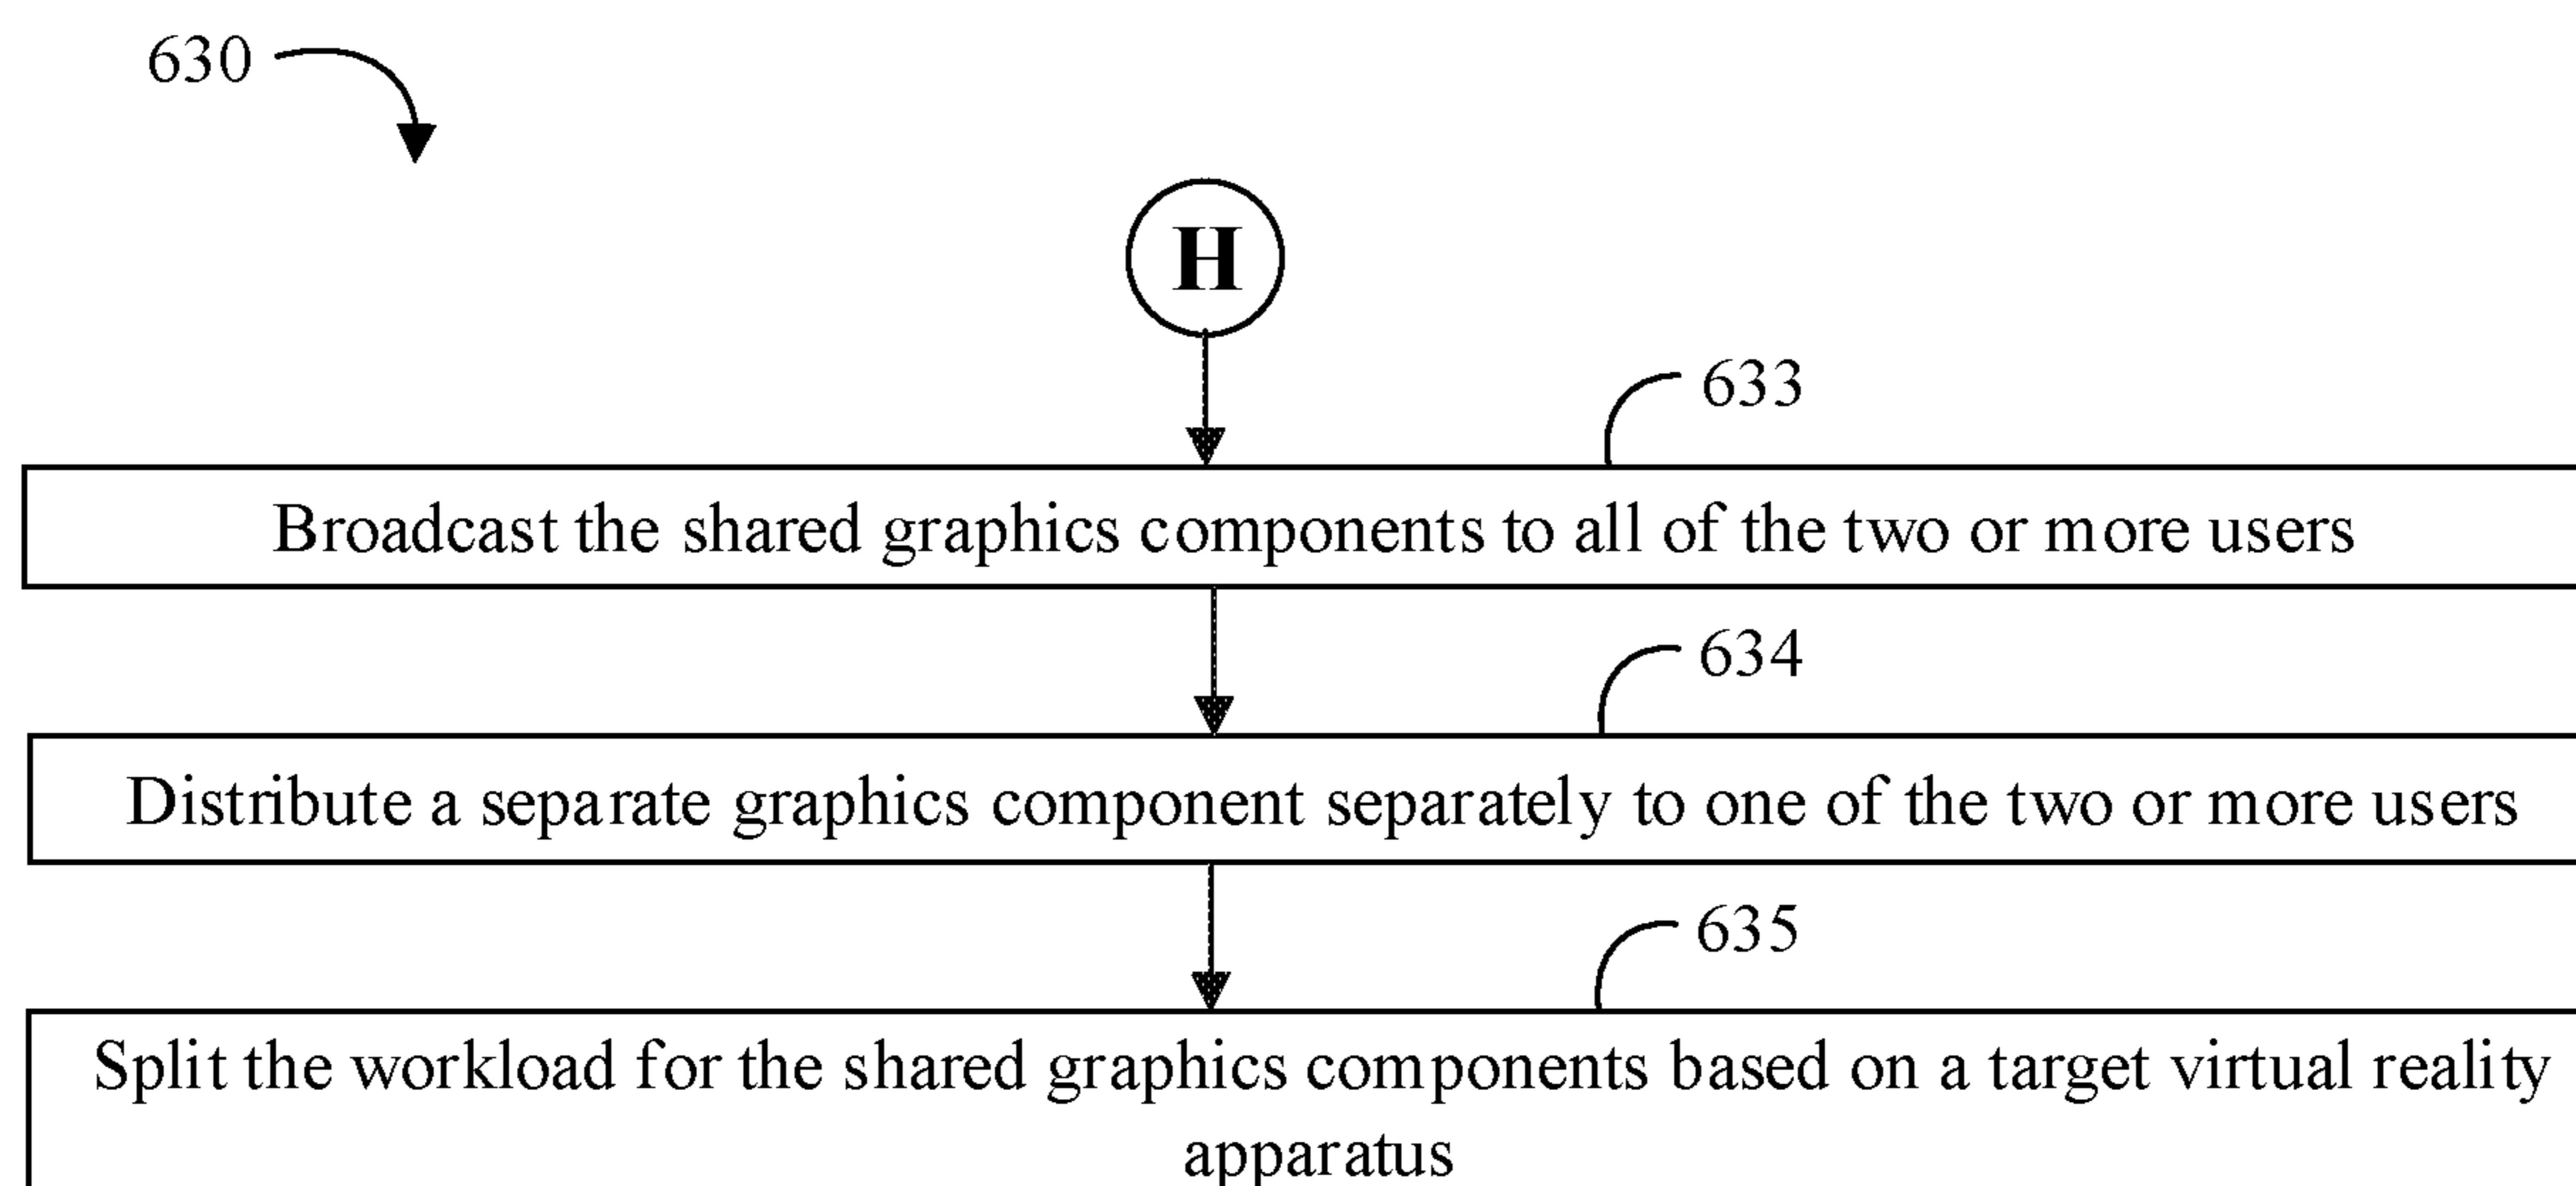 630
H
633
Broadcast the shared graphics components to all of the two or more users
634
Distribute a separate graphics component separately to one of the two or more users
635
Split the workload for the shared graphics components based on a target virtual reality
apparatus